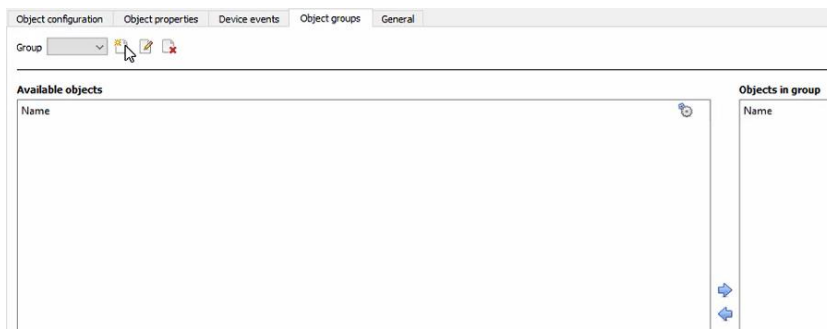 Object configuration Object properties Device events Object groups General
Group
Available objects Objects in group
Name Name